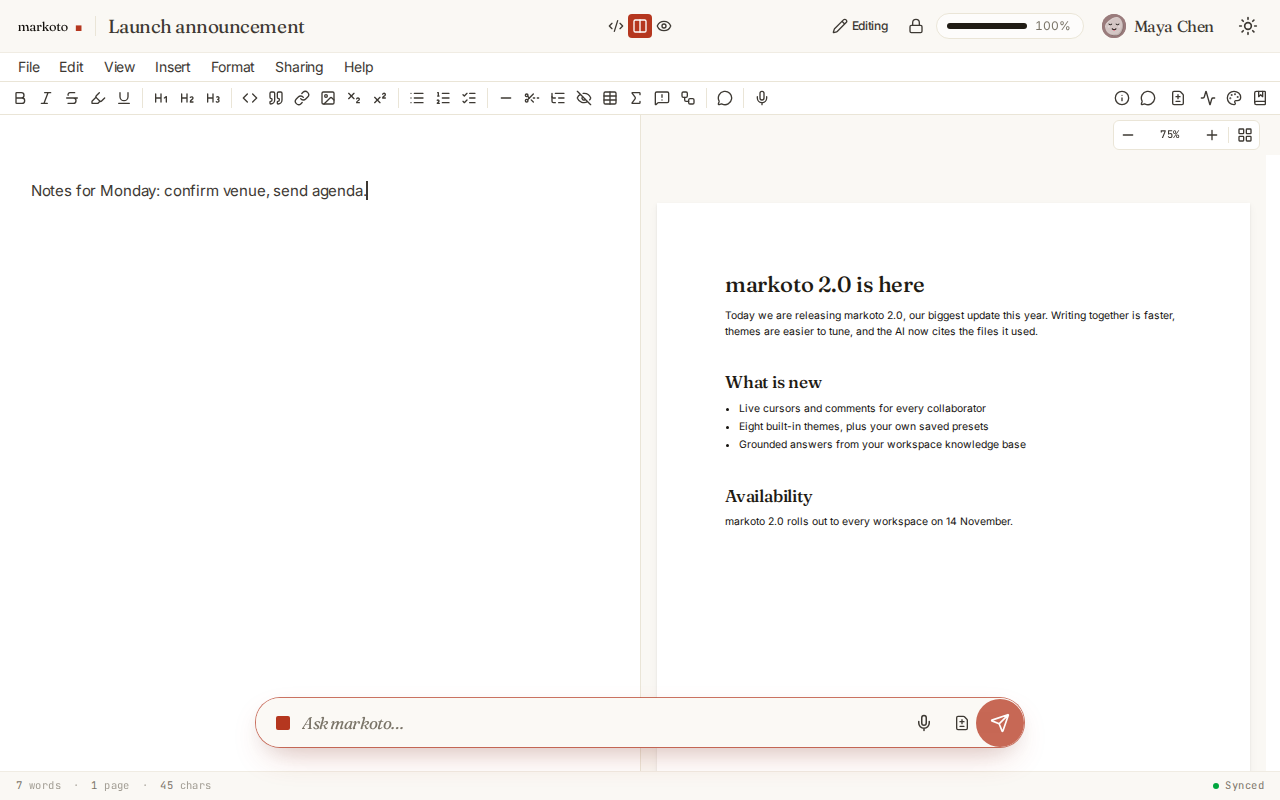 markoto
Launch announcement
Editing
100%
Maya Chen
File Edit View Insert Format Sharing Help
H1 H2 H3
75%
Notes for Monday: confirm venue, send agenda.
markoto 2.0 is here
Today we are releasing markoto 2.0, our biggest update this year. Writing together is faster,
themes are easier to tune, and the AI now cites the files it used.
What is new
• Live cursors and comments for every collaborator
• Eight built-in themes, plus your own saved presets
• Grounded answers from your workspace knowledge base
Availability
markoto 2.0 rolls out to every workspace on 14 November.
Ask markoto...
7 words · 1 page · 45 chars
Synced